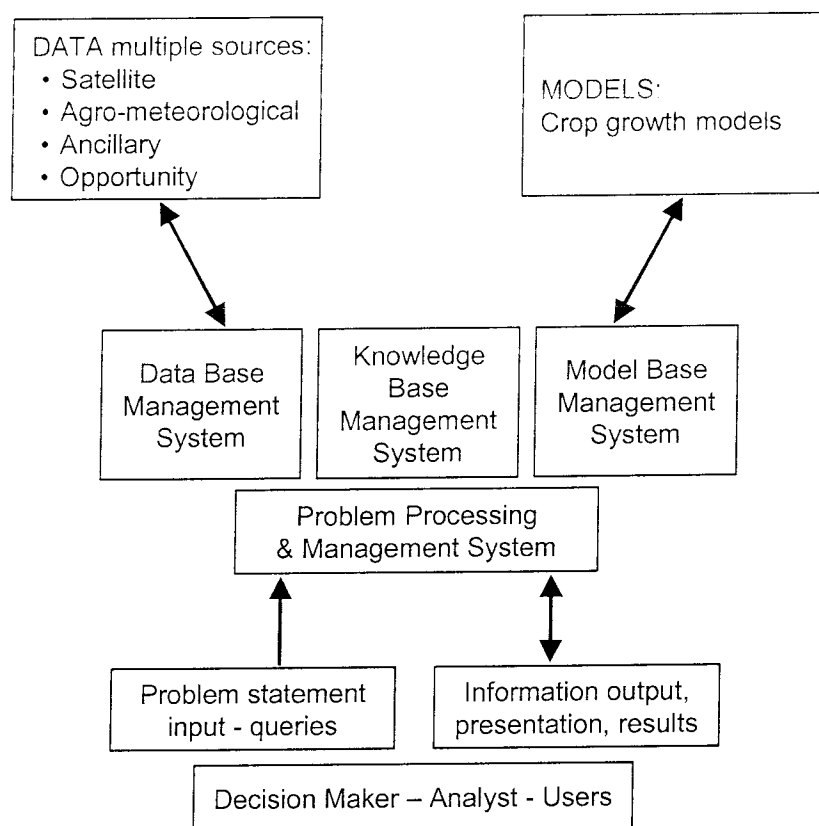 DATA multiple sources:
• Satellite
• Agro-meteorological
• Ancillary
• Opportunity
MODELS:
Crop growth models
Data Base
Management
System
Knowledge
Base
Management
System
Model Base
Management
System
Problem Processing
& Management System
Problem statement
input - queries
Information output,
presentation, results
Decision Maker – Analyst - Users